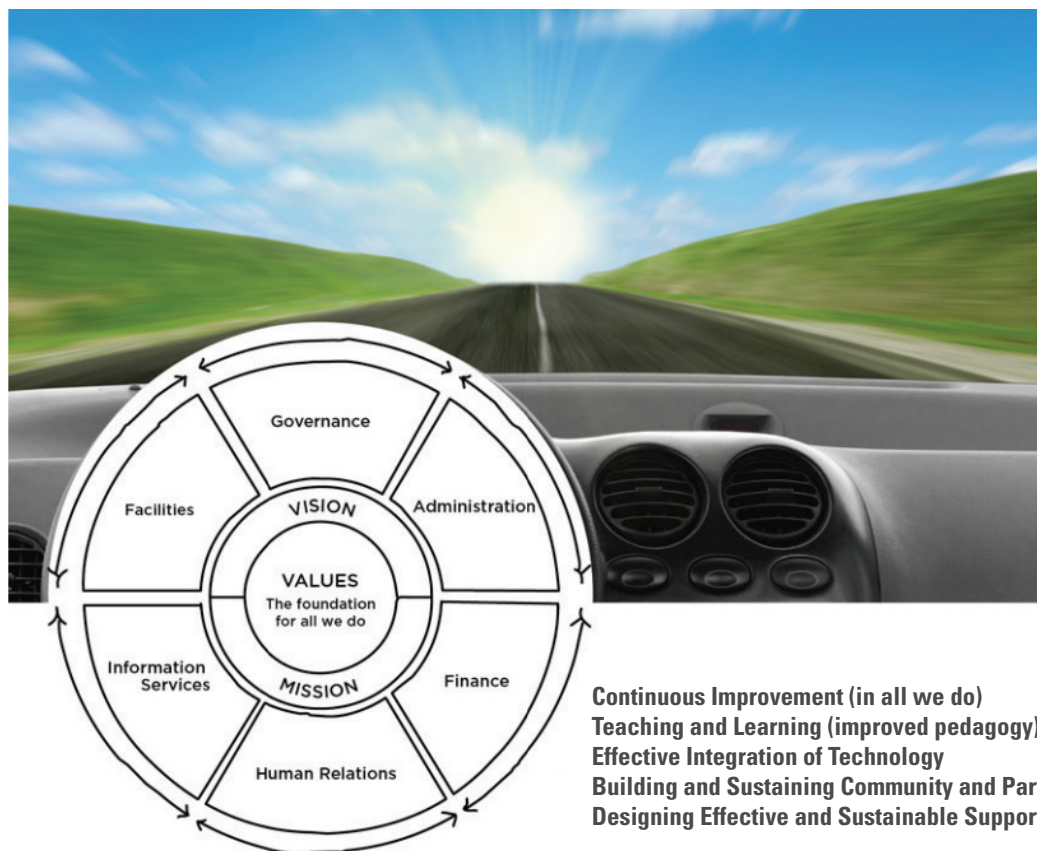 Governance
Facilities
Administration
VISION
VALUES
The foundation
for all we do
MISSION
Information
Services
Finance
Human Relations
Continuous Improvement (in all we do)
Teaching and Learning (improved pedagogy)
Effective Integration of Technology
Building and Sustaining Community and
Designing Effective and Sustainable